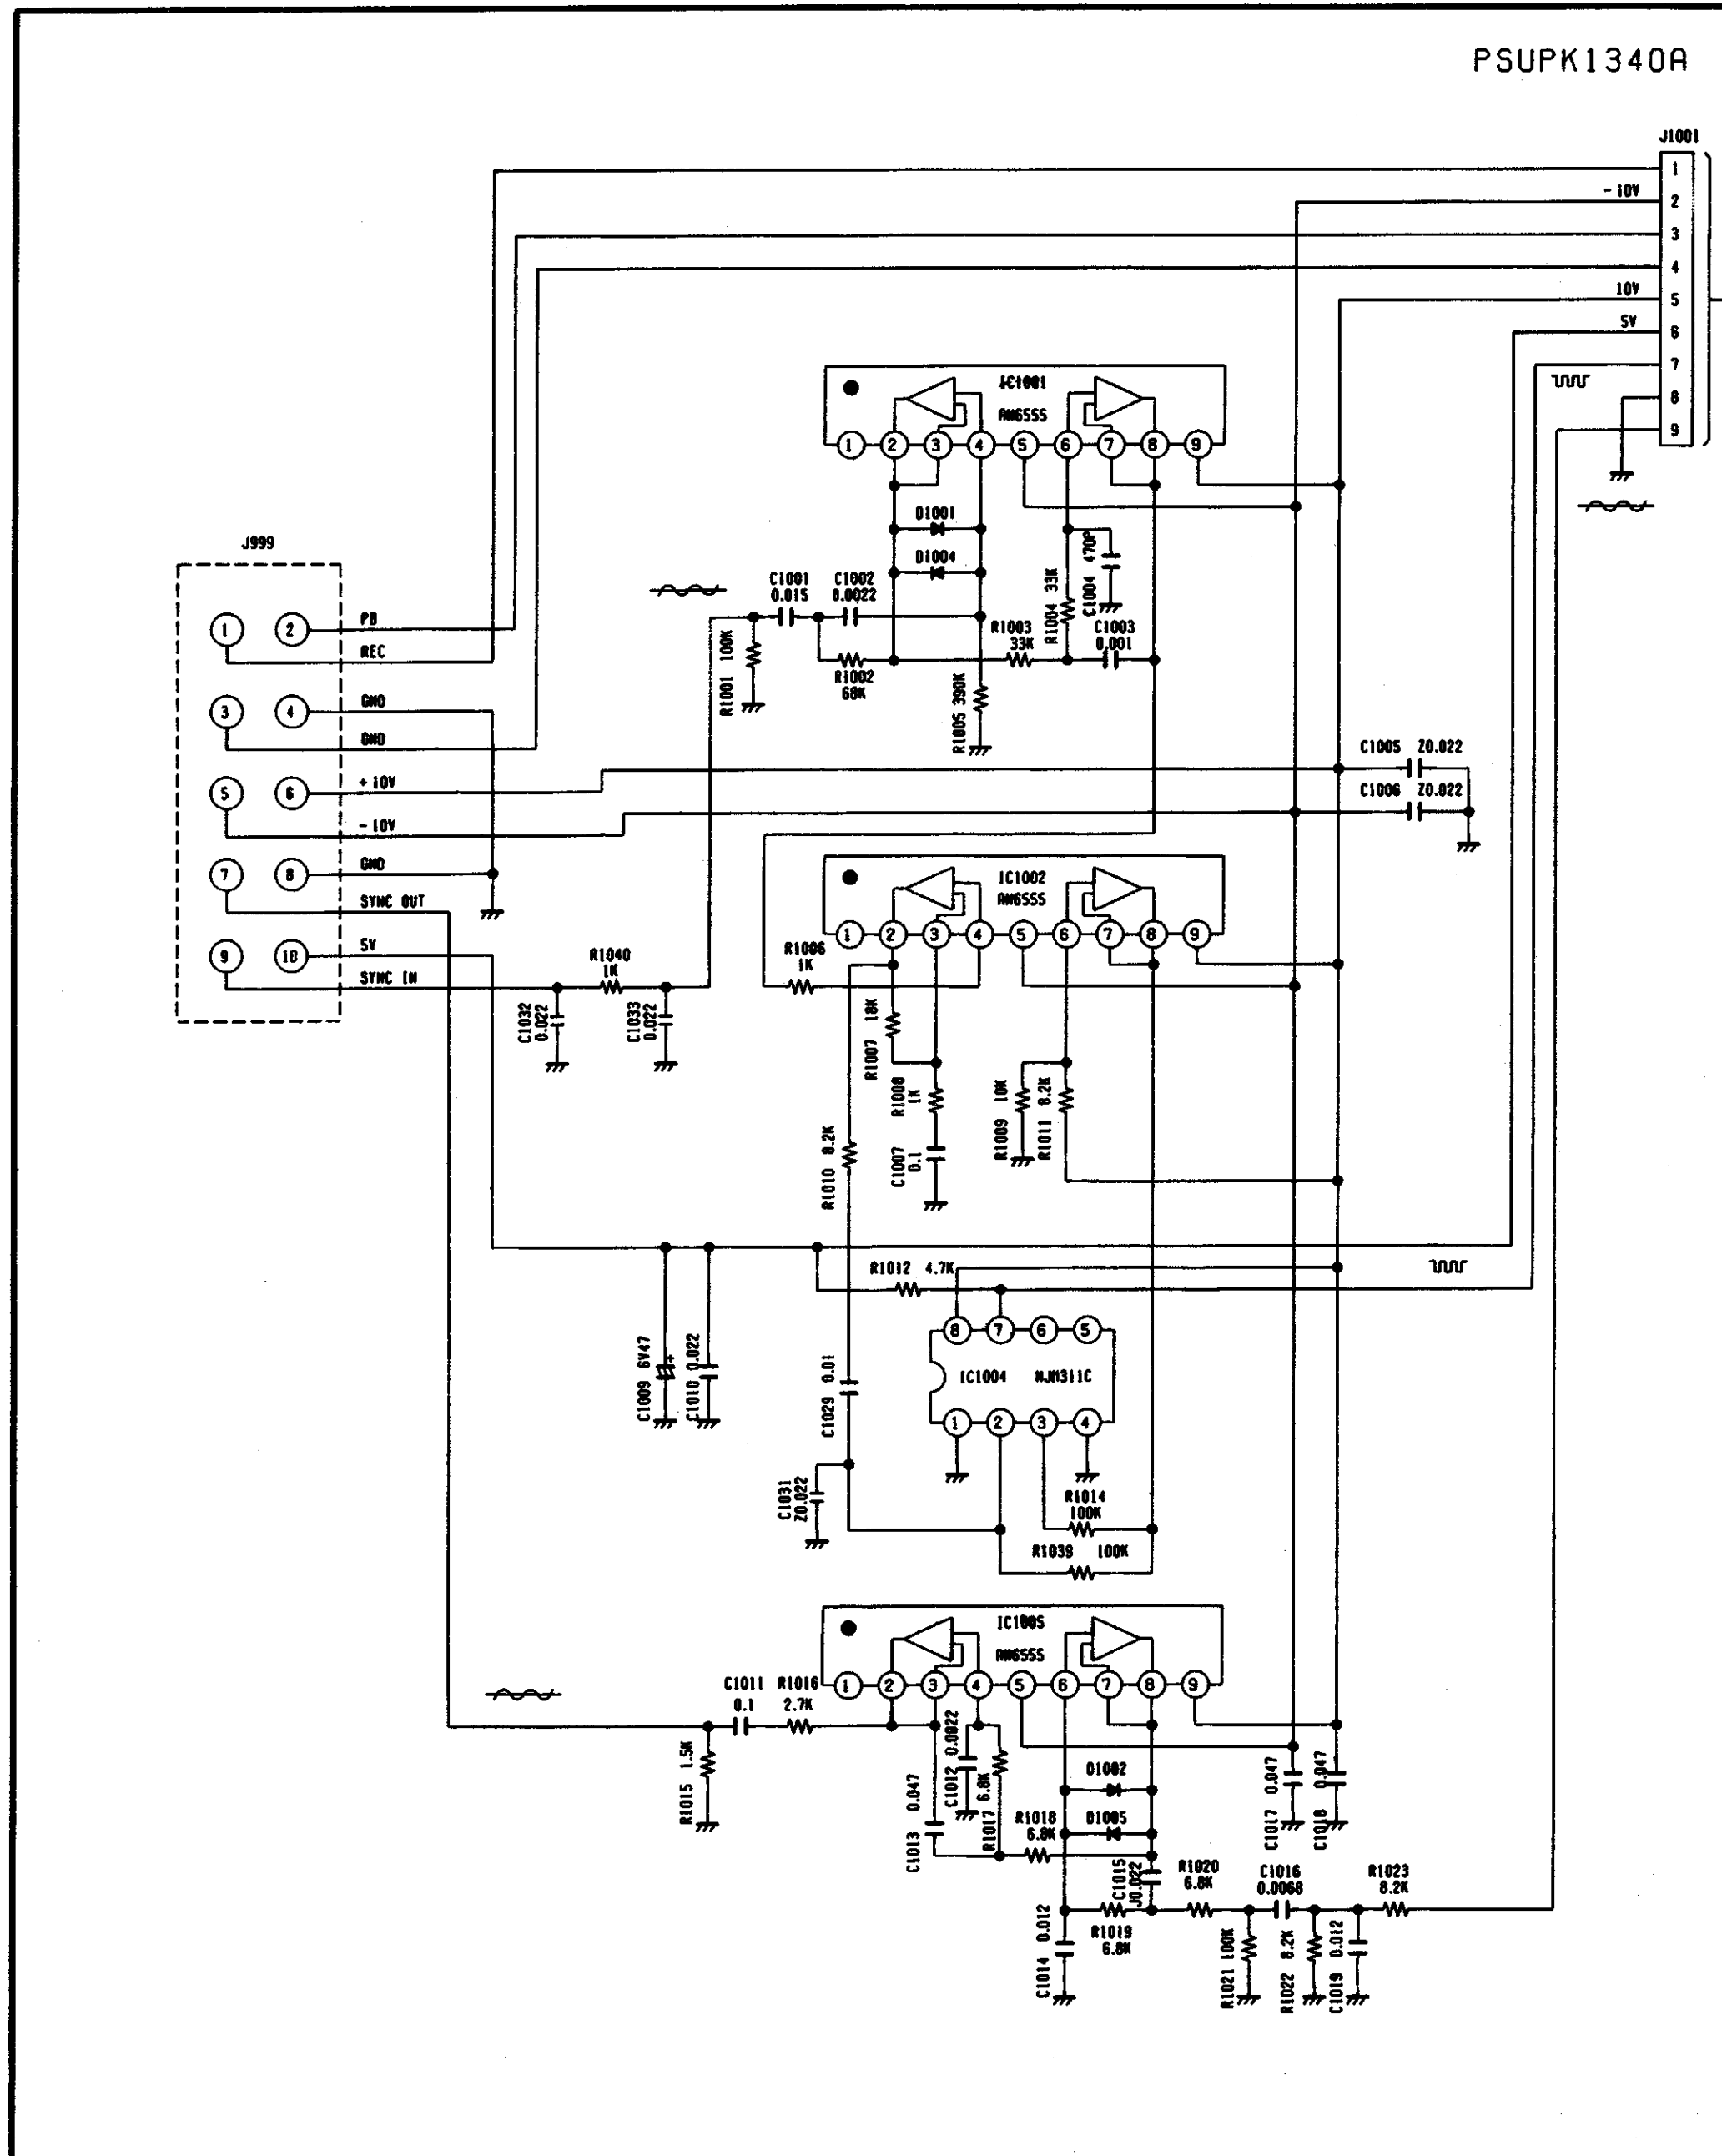 PSUPK1340A
J1001
1
-10V 2
3
4
10V 5
5V 6
7
8
9
IC1001
AN6555
1 2 3 4 5 6 7 8 9
D1001
D1004
C1004 470P
R1004 33K
C1001 0.015
C1002 0.0022
R1003 33K
C1003 0.001
R1001 100K
R1002 68K
R1005 390K
J999
1 2 PB
REC
3 4 GND
GND
5 6 +10V
-10V
7 8 GND
SYNC OUT
9 10 5V
SYNC IN
C1005 Z0.022
C1006 Z0.022
IC1002
AN6555
1 2 3 4 5 6 7 8 9
R1006 1K
R1040 1K
C1032 0.022
C1033 0.022
R1007 18K
R1008 1K
R1009 10K
R1011 8.2K
R1010 8.2K
C1007 0.1
R1012 4.7K
8 7 6 5
IC1004 NJM311C
1 2 3 4
C1009 6V47
C1010 0.022
C1029 0.01
C1031 Z0.022
R1014 100K
R1039 100K
IC1005
AN6555
1 2 3 4 5 6 7 8 9
C1011 0.1
R1016 2.7K
R1015 1.5K
C1013 0.047
C1012 0.0022
R1017 6.8K
R1018 6.8K
D1002
D1005
C1017 0.047
C1018 0.047
C1015 J0.022
R1020 6.8K
C1016 0.0068
R1023 8.2K
C1014 0.012
R1019 6.8K
R1021 100K
R1022 8.2K
C1019 0.012